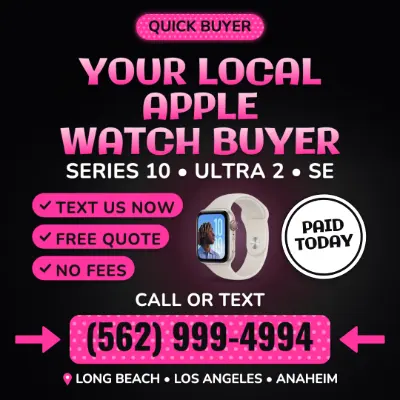 QUICK BUYER
YOUR LOCAL
APPLE
WATCH BUYER
SERIES 10 • ULTRA 2 • SE
TEXT US NOW
FREE QUOTE
NO FEES
PAID
TODAY
CALL OR TEXT
(562) 999-4994
LONG BEACH • LOS ANGELES • ANAHEIM